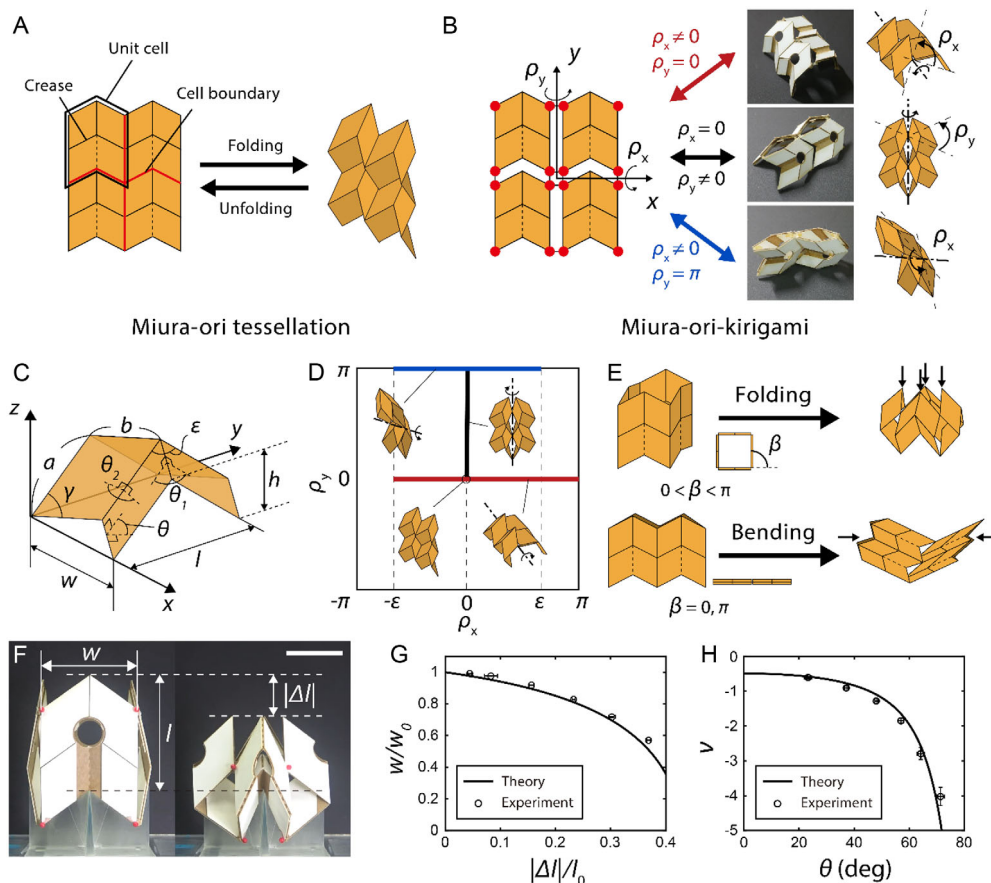 A
Unit cell
Crease
Cell boundary
Folding
Unfolding
Miura-ori tessellation
B
ρx ≠ 0
ρy = 0
ρx = 0
ρy ≠ 0
ρx ≠ 0
ρy = π
y
ρy
ρx
x
ρx
ρy
ρx
Miura-ori-kirigami
C
z
b
ε
y
a
θ2
θ1
h
γ
θ
w
l
x
D
π
ρy
0
-π
-ε
0
ε
π
ρx
E
Folding
β
0 < β < π
Bending
β = 0, π
F
w
l
|Δl|
G
w/w0
1
0.8
0.6
0.4
0.2
0
Theory
Experiment
0
0.1
0.2
0.3
0.4
|Δl|/l0
H
ν
0
-1
-2
-3
-4
-5
Theory
Experiment
0
20
40
60
80
θ (deg)